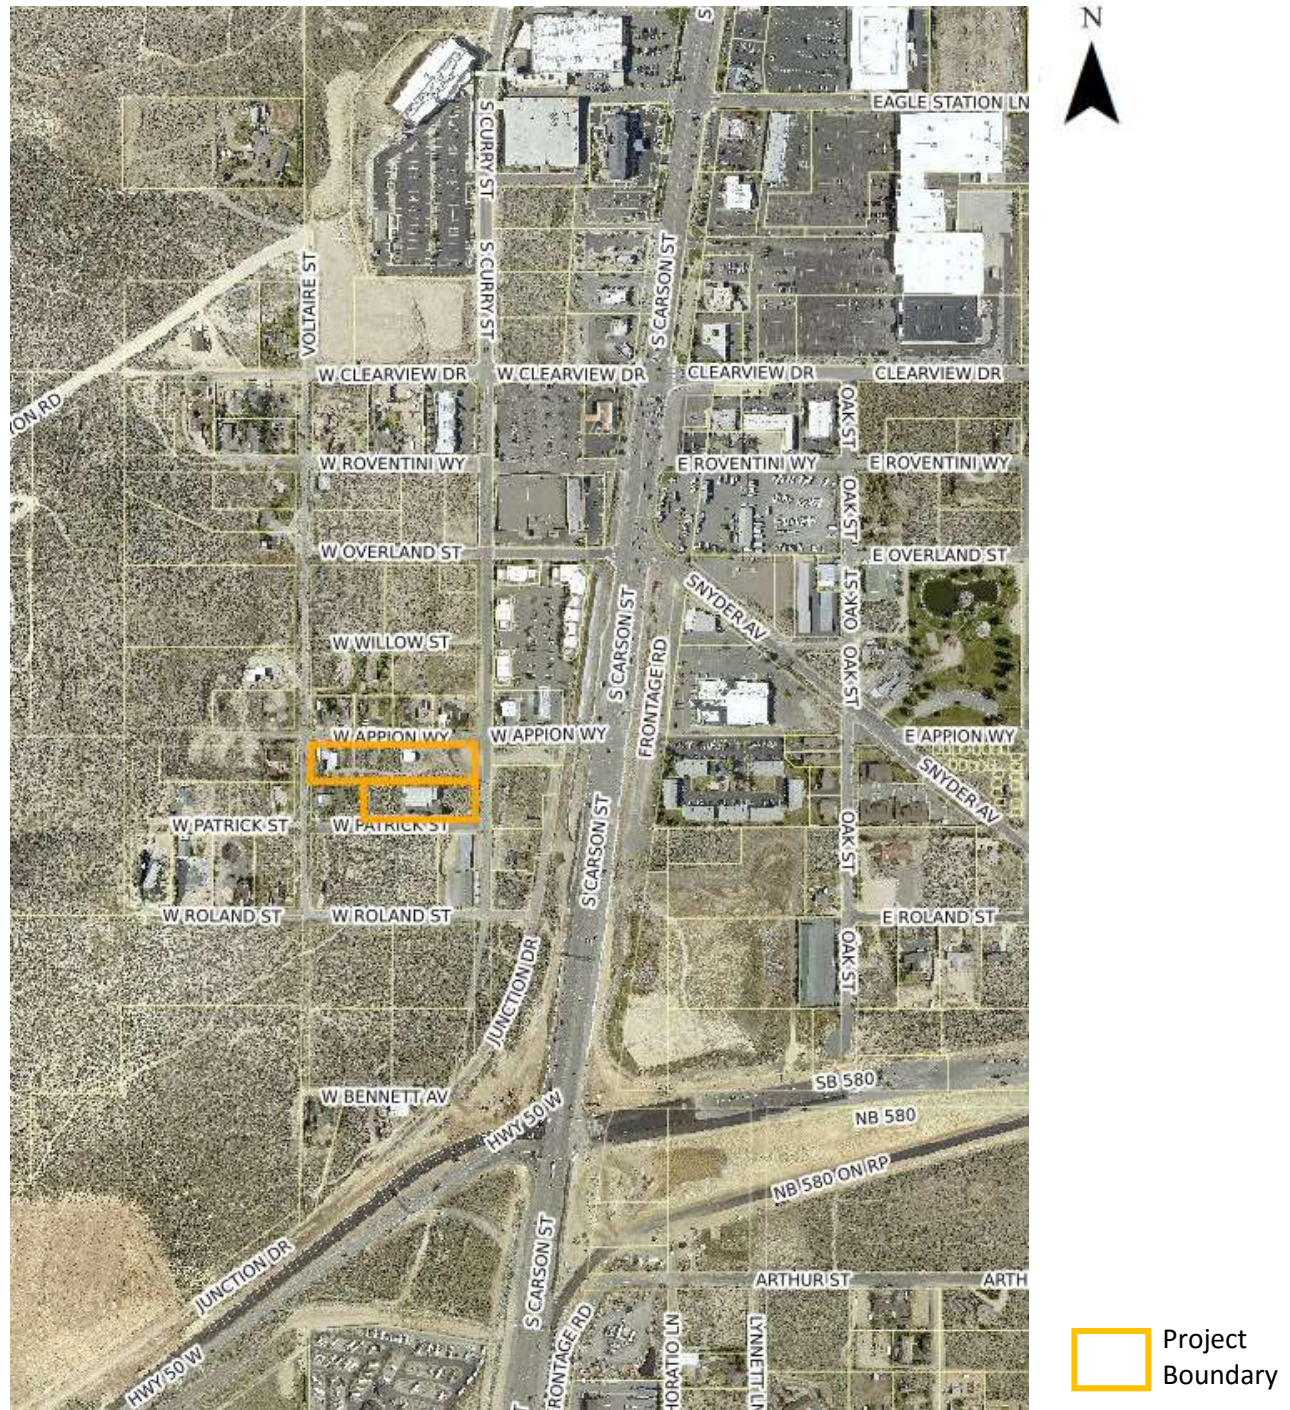 N
S
EAGLE STATION LN
S CURRY ST
S CURRY ST
S CARSON ST
VOLTAIRE ST
W CLEARVIEW DR
W CLEARVIEW DR
CLEARVIEW DR
CLEARVIEW DR
ON RD
OAK ST
W ROVENTINI WY
E ROVENTINI WY
E ROVENTINI WY
OAK ST
W OVERLAND ST
E OVERLAND ST
SNYDER AV
OAK ST
S CARSON ST
W WILLOW ST
FRONTAGE RD
OAK ST
W APPION WY
W APPION WY
E APPION WY
SNYDER AV
W PATRICK ST
W PATRICK ST
S CARSON ST
OAK ST
W ROLAND ST
W ROLAND ST
E ROLAND ST
JUNCTION DR
OAK ST
SB 580
W BENNETT AV
HWY 50 W
NB 580
NB 580 ON RP
JUNCTION DR
S CARSON ST
ARTHUR ST
ARTH
HWY 50 W
FRONTAGE RD
HORATIO LN
LYNNETT LN
Project
Boundary